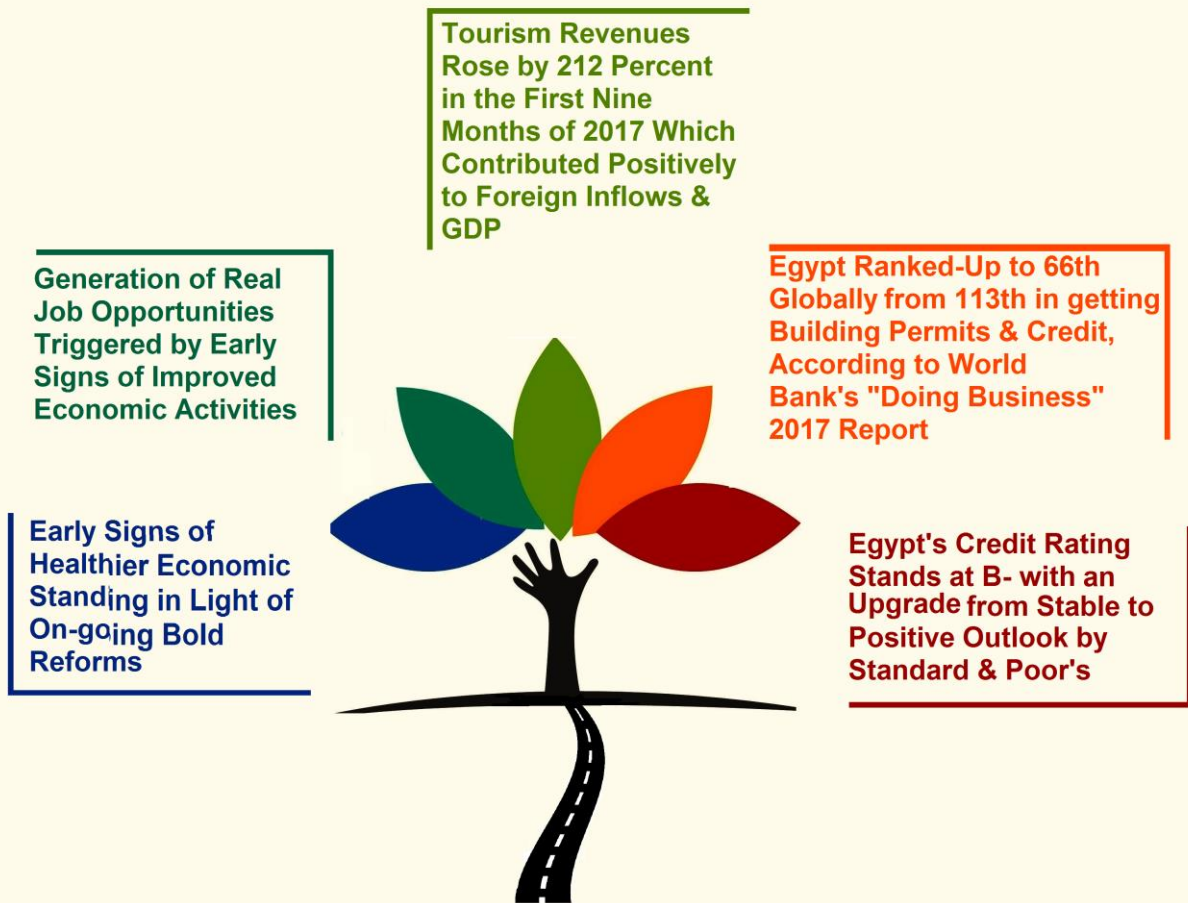 Tourism Revenues
Rose by 212 Percent
in the First Nine
Months of 2017 Which
Contributed Positively
to Foreign Inflows &
GDP
Generation of Real
Job Opportunities
Triggered by Early
Signs of Improved
Economic Activities
Egypt Ranked-Up to 66th
Globally from 113th in getting
Building Permits & Credit,
According to World
Bank's "Doing Business"
2017 Report
Early Signs of
Healthier Economic
Standing in Light of
On-going Bold
Reforms
Egypt's Credit Rating
Stands at B- with an
Upgrade from Stable to
Positive Outlook by
Standard & Poor's